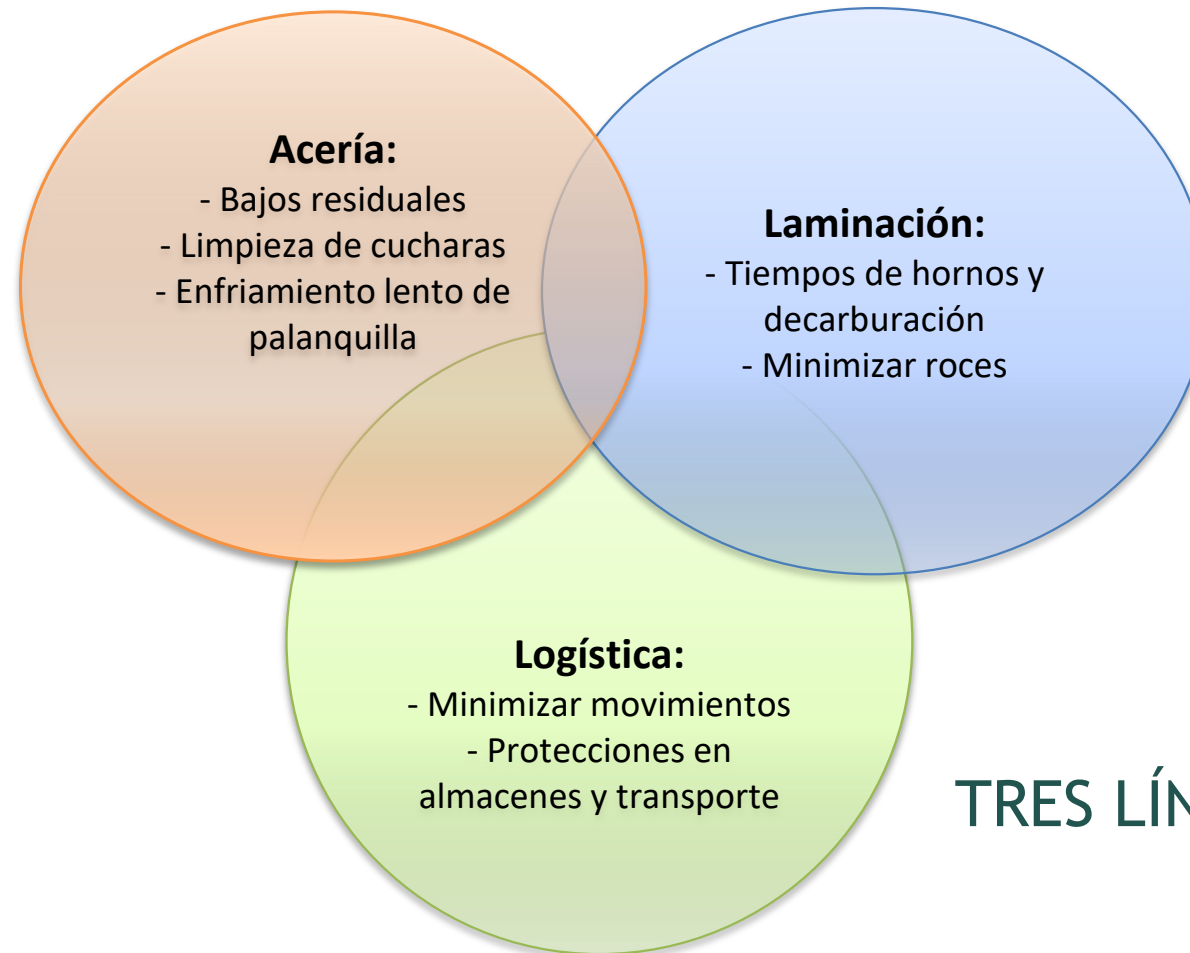 Acería:
- Bajos residuales
- Limpieza de cucharas
- Enfriamiento lento de
palanquilla
Laminación:
- Tiempos de hornos y
decarburación
- Minimizar roces
Logística:
- Minimizar movimientos
- Protecciones en
almacenes y transporte
TRES